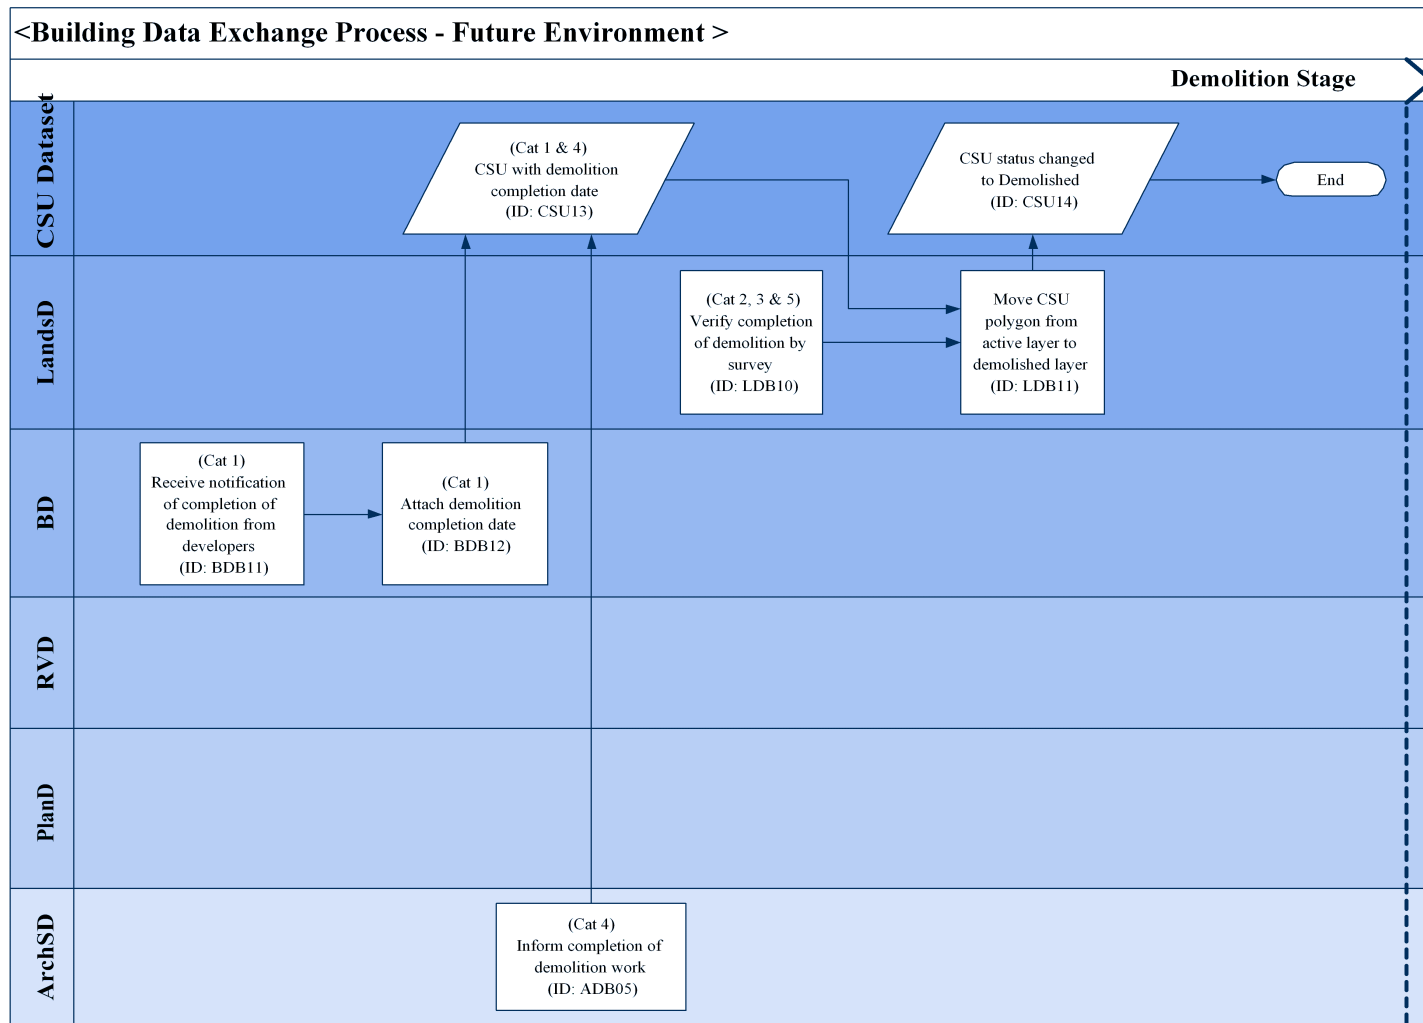 <Building Data Exchange Process - Future Environment >
Demolition Stage
CSU Dataset
(Cat 1 & 4)
CSU with demolition
completion date
(ID: CSU13)
CSU status changed
to Demolished
(ID: CSU14)
End
LandsD
(Cat 2, 3 & 5)
Verify completion
of demolition by
survey
(ID: LDB10)
Move CSU
polygon from
active layer to
demolished layer
(ID: LDB11)
BD
(Cat 1)
Receive notification
of completion of
demolition from
developers
(ID: BDB11)
(Cat 1)
Attach demolition
completion date
(ID: BDB12)
RVD
PlanD
ArchSD
(Cat 4)
Inform completion of
demolition work
(ID: ADB05)